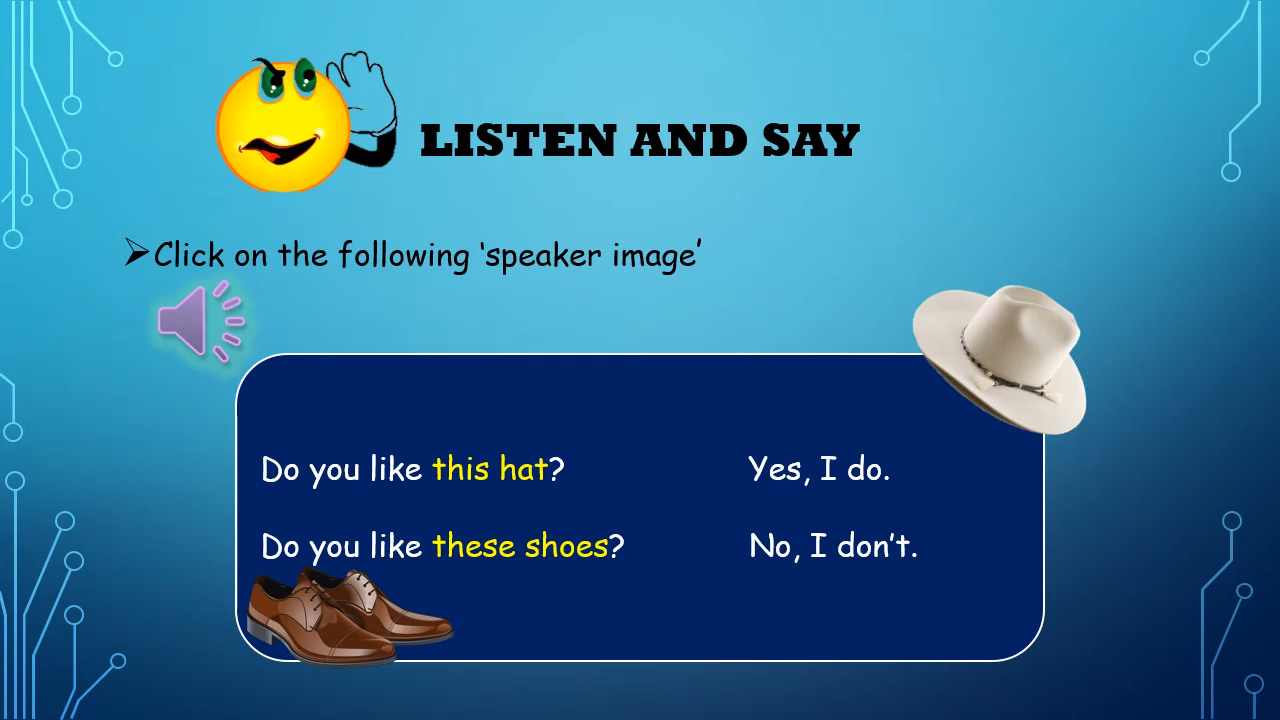 LISTEN AND SAY
Click on the following ‘speaker image’
Do you like this hat? Yes, I do.
Do you like these shoes? No, I don’t.